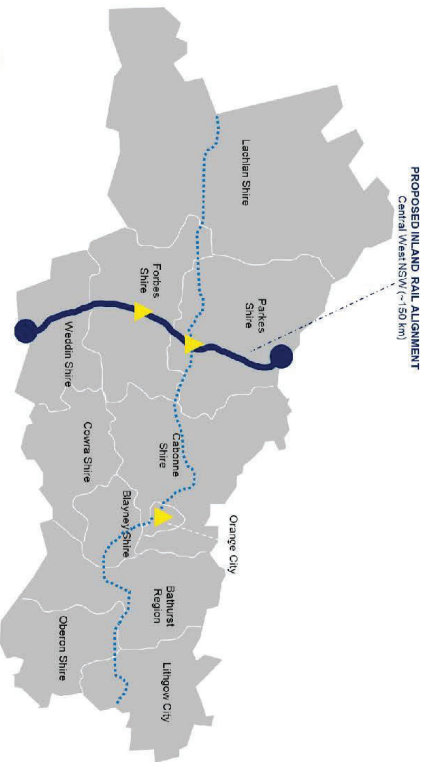 PROPOSED INLAND RAIL ALIGNMENT
Central West NSW (~150 km)
Lachlan Shire
Parkes
Shire
Forbes
Shire
Weddin Shire
Cabonne
Shire
Orange City
Cowra Shire
Blayney Shire
Bathurst
Region
Oberon Shire
Lithgow City